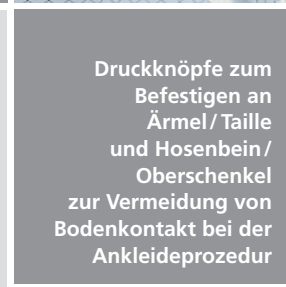 Druckknöpfe zum
Befestigen an
Ärmel / Taille
und Hosenbein /
Oberschenkel
zur Vermeidung von
Bodenkontakt bei der
Ankleideprozedur